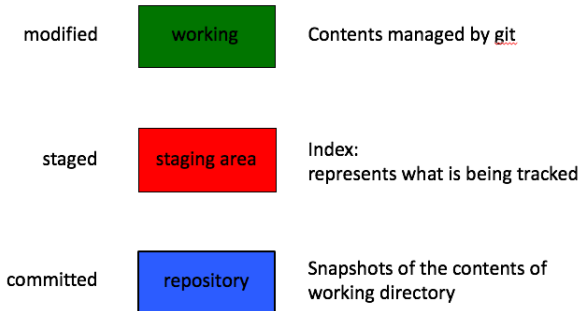 modified
working
Contents managed by git
staged
staging area
Index:
represents what is being tracked
committed
repository
Snapshots of the contents of
working directory